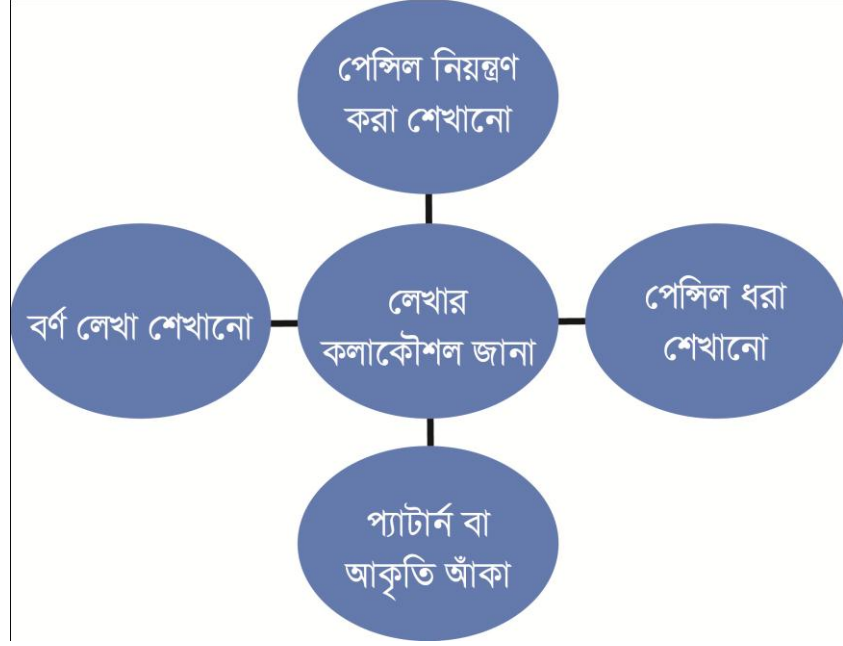 পেন্সিল নিয়ন্ত্রণ
করা শেখানো
বর্ণ লেখা শেখানো
লেখার
কলাকৌশল জানা
পেন্সিল ধরা
শেখানো
প্যাটার্ন বা
আকৃতি আঁকা